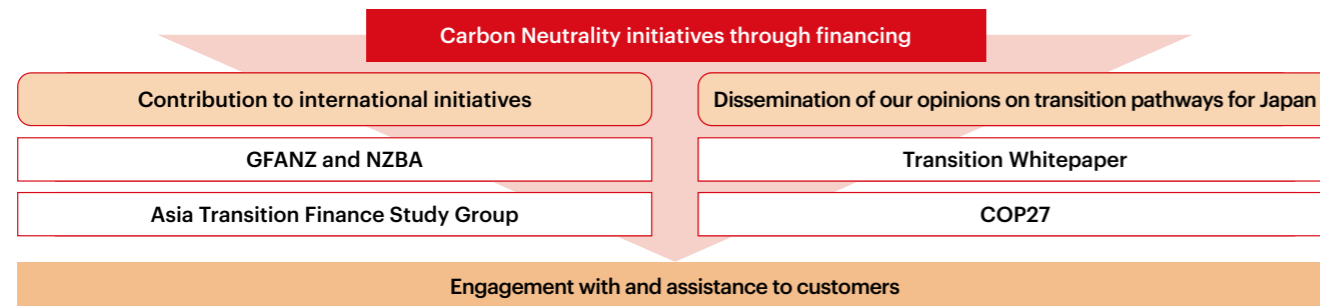 Carbon Neutrality initiatives through financing
Contribution to international initiatives
GFANZ and NZBA
Asia Transition Finance Study Group
Dissemination of our opinions on transition pathways for Japan
Transition Whitepaper
COP27
Engagement with and assistance to customers